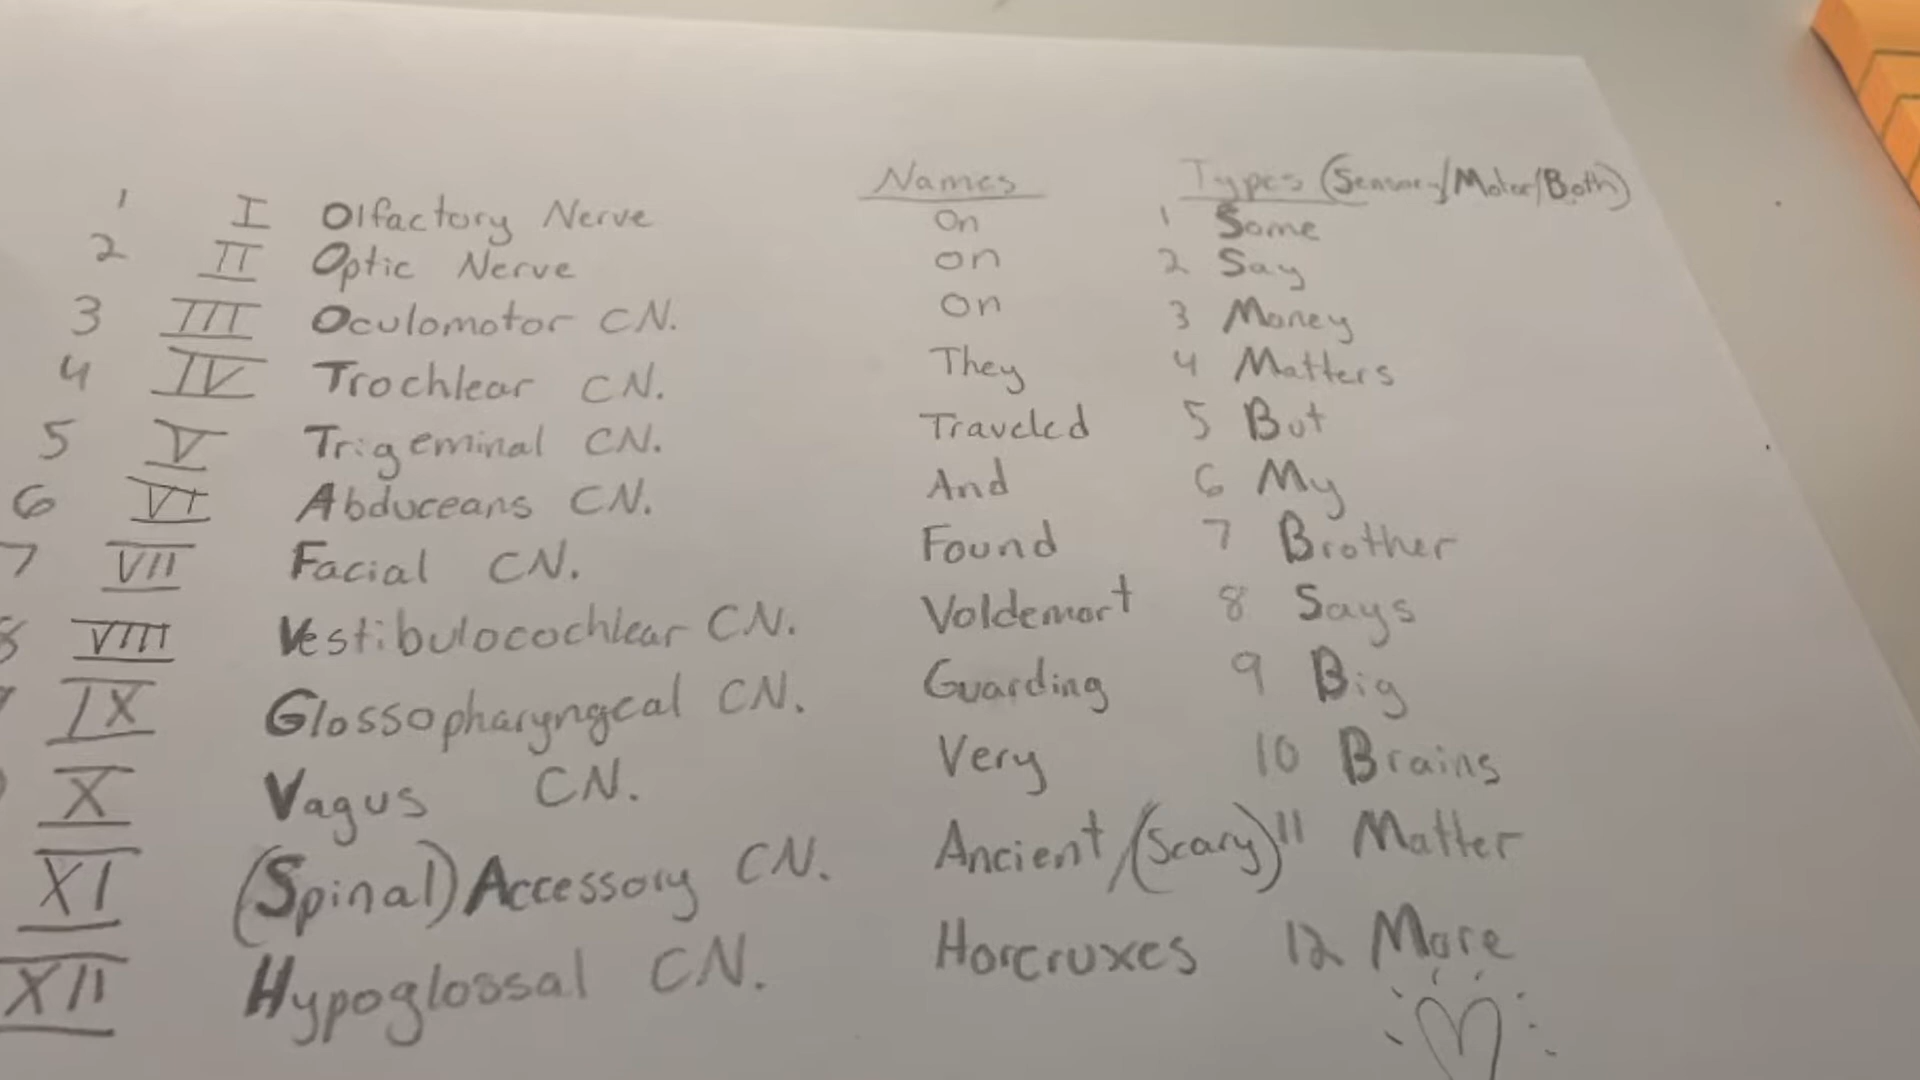 Names Types (Sensory/Motor/Both)
1 I Olfactory Nerve On 1 Some
2 II Optic Nerve on 2 Say
3 III Oculomotor CN. On 3 Money
4 IV Trochlear CN. They 4 Matters
5 V Trigeminal CN. Traveled 5 But
6 VI Abduceans CN. And 6 My
7 VII Facial CN. Found 7 Brother
8 VIII Vestibulocochlear CN. Voldemort 8 Says
IX Glossopharyngeal CN. Guarding 9 Big
X Vagus CN. Very 10 Brains
XI (Spinal) Accessory CN. Ancient/(Scary) 11 Matter
XII Hypoglossal CN. Horcruxes 12 More